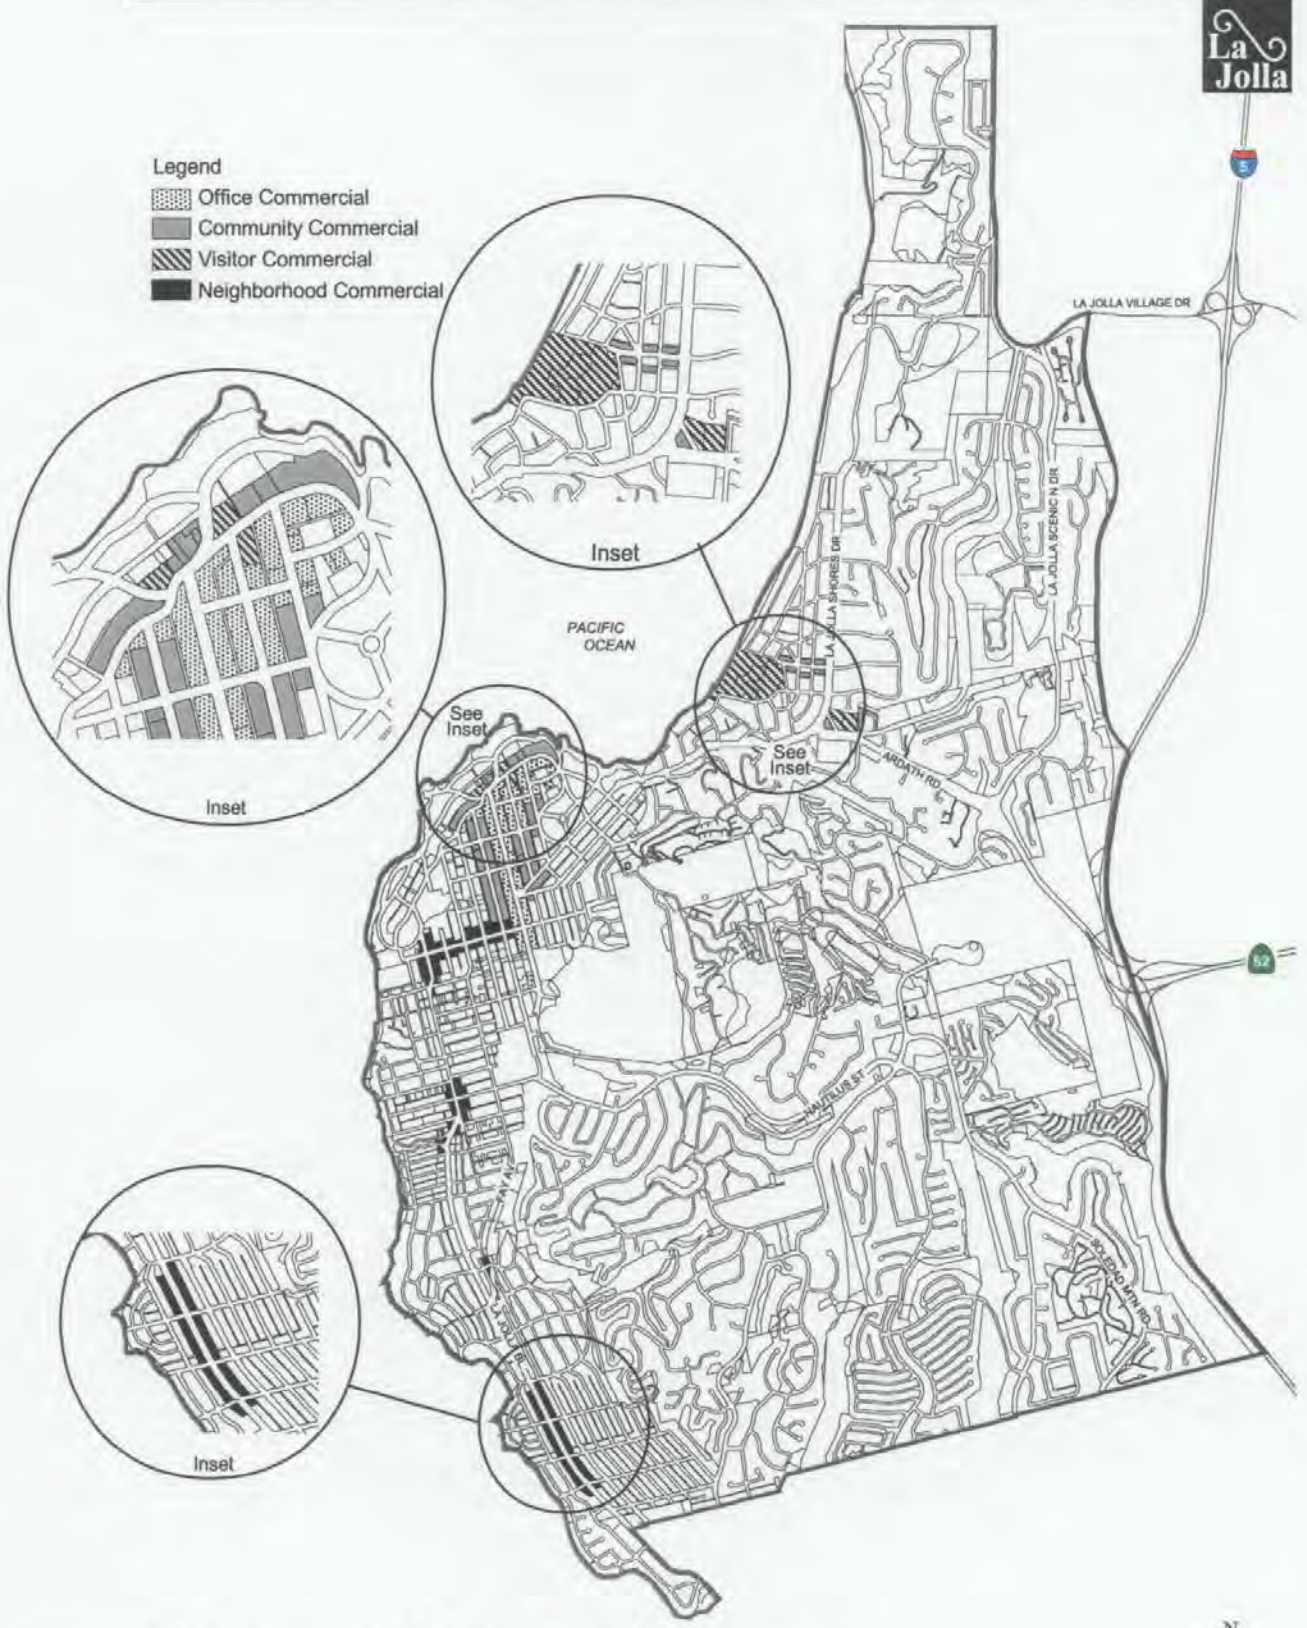 La
Jolla
5
Legend
Office Commercial
Community Commercial
Visitor Commercial
Neighborhood Commercial
LA JOLLA VILLAGE DR
LA JOLLA SCENIC N DR
LA JOLLA SHORES DR
Inset
PACIFIC
OCEAN
See
Inset
See
Inset
ARDATH RD
Inset
52
NAUTILUS ST
FAY AV
SOLEDAD MTN RD
Inset
N